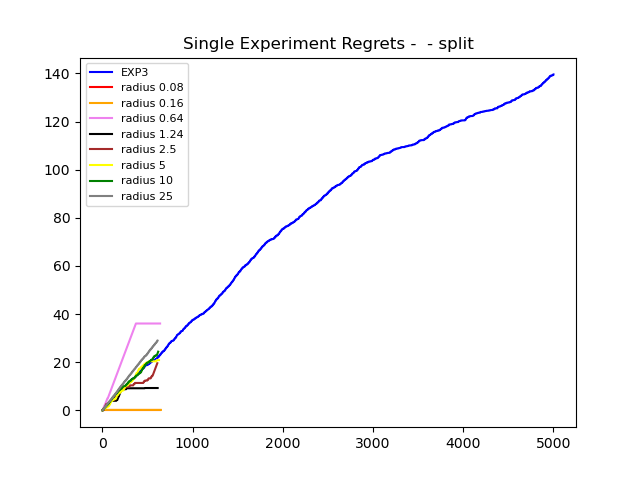 Single Experiment Regrets -  - split
EXP3
radius 0.08
radius 0.16
radius 0.64
radius 1.24
radius 2.5
radius 5
radius 10
radius 25
140
120
100
80
60
40
20
0
0 1000 2000 3000 4000 5000